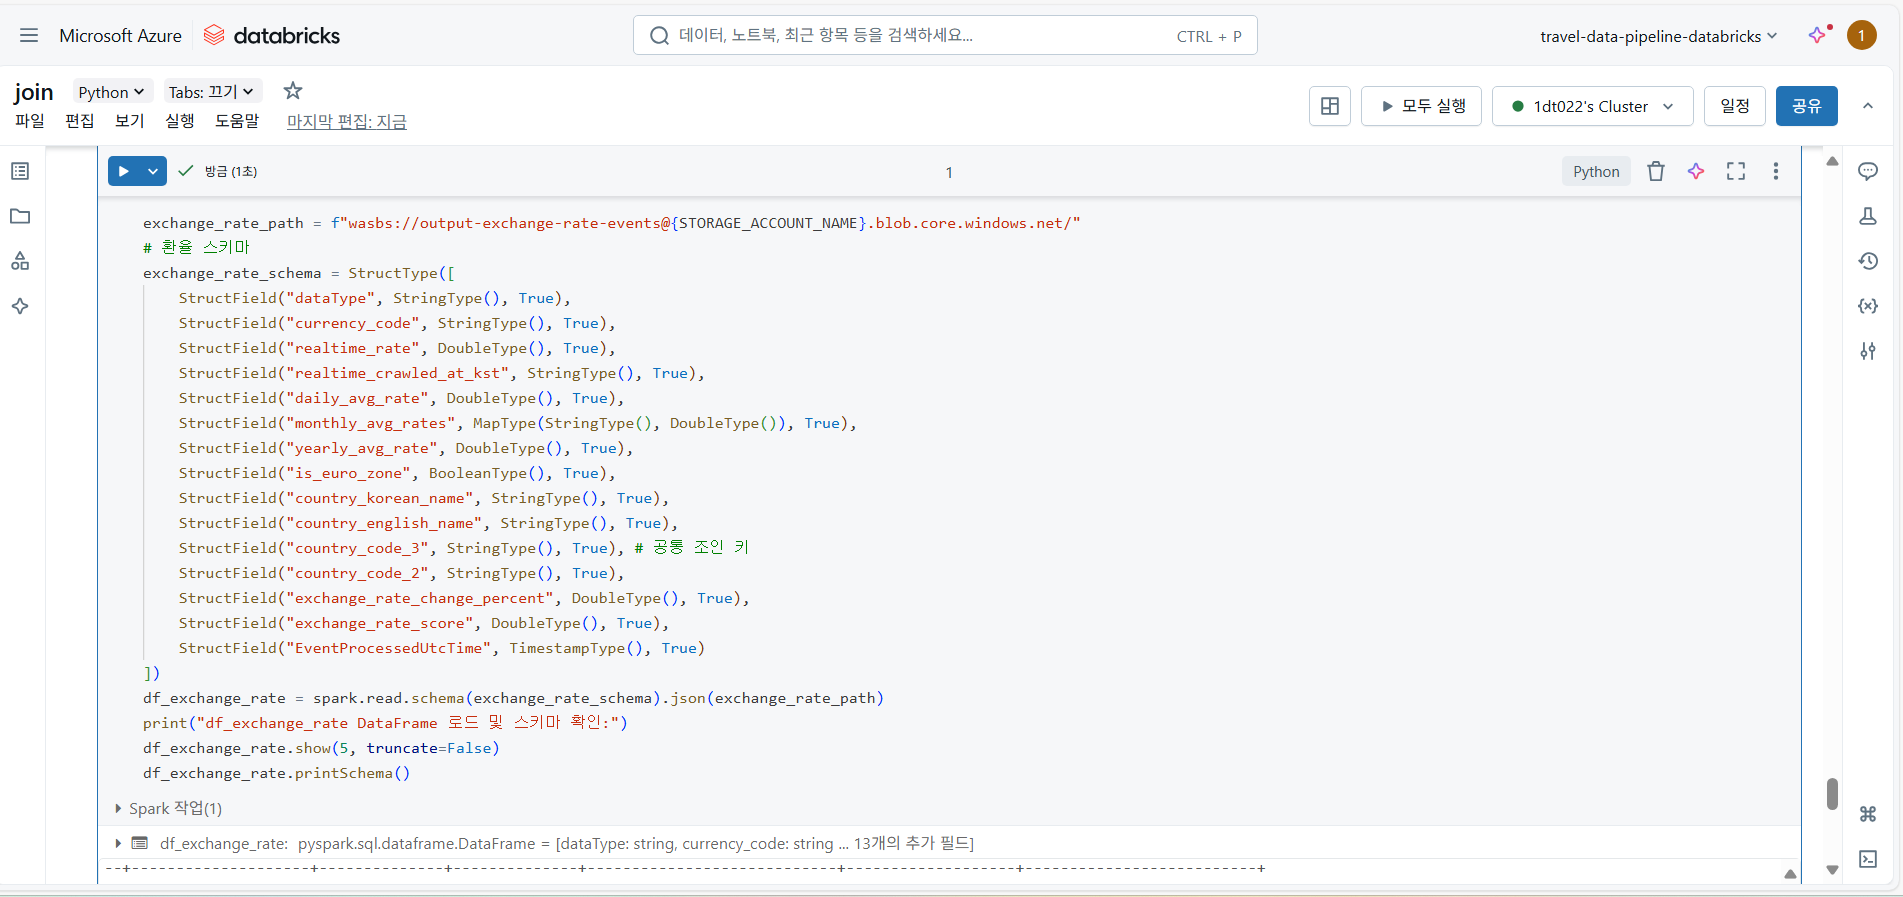 Microsoft Azure databricks 데이터, 노트북, 최근 항목 등을 검색하세요... CTRL + P travel-data-pipeline-databricks 1
join Python Tabs: 끄기 모두 실행 1dt022's Cluster 일정 공유
파일 편집 보기 실행 도움말 마지막 편집: 지금
방금 (1초) 1 Python
exchange_rate_path = f"wasbs://output-exchange-rate-events@{STORAGE_ACCOUNT_NAME}.blob.core.windows.net/"
# 환율 스키마
exchange_rate_schema = StructType([
StructField("dataType", StringType(), True),
StructField("currency_code", StringType(), True),
StructField("realtime_rate", DoubleType(), True),
StructField("realtime_crawled_at_kst", StringType(), True),
StructField("daily_avg_rate", DoubleType(), True),
StructField("monthly_avg_rates", MapType(StringType(), DoubleType()), True),
StructField("yearly_avg_rate", DoubleType(), True),
StructField("is_euro_zone", BooleanType(), True),
StructField("country_korean_name", StringType(), True),
StructField("country_english_name", StringType(), True),
StructField("country_code_3", StringType(), True), # 공통 조인 키
StructField("country_code_2", StringType(), True),
StructField("exchange_rate_change_percent", DoubleType(), True),
StructField("exchange_rate_score", DoubleType(), True),
StructField("EventProcessedUtcTime", TimestampType(), True)
])
df_exchange_rate = spark.read.schema(exchange_rate_schema).json(exchange_rate_path)
print("df_exchange_rate DataFrame 로드 및 스키마 확인:")
df_exchange_rate.show(5, truncate=False)
df_exchange_rate.printSchema()
Spark 작업(1)
df_exchange_rate: pyspark.sql.dataframe.DataFrame = [dataType: string, currency_code: string ... 13개의 추가 필드]
--+--------------------+--------------+--------------+----------------------------+-------------------+--------------------------+